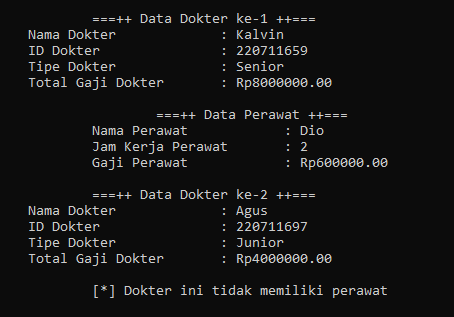 ===++ Data Dokter ke-1 ++===
Nama Dokter : Kalvin
ID Dokter : 220711659
Tipe Dokter : Senior
Total Gaji Dokter : Rp8000000.00
===++ Data Perawat ++===
Nama Perawat : Dio
Jam Kerja Perawat : 2
Gaji Perawat : Rp600000.00
===++ Data Dokter ke-2 ++===
Nama Dokter : Agus
ID Dokter : 220711697
Tipe Dokter : Junior
Total Gaji Dokter : Rp4000000.00
[*] Dokter ini tidak memiliki perawat